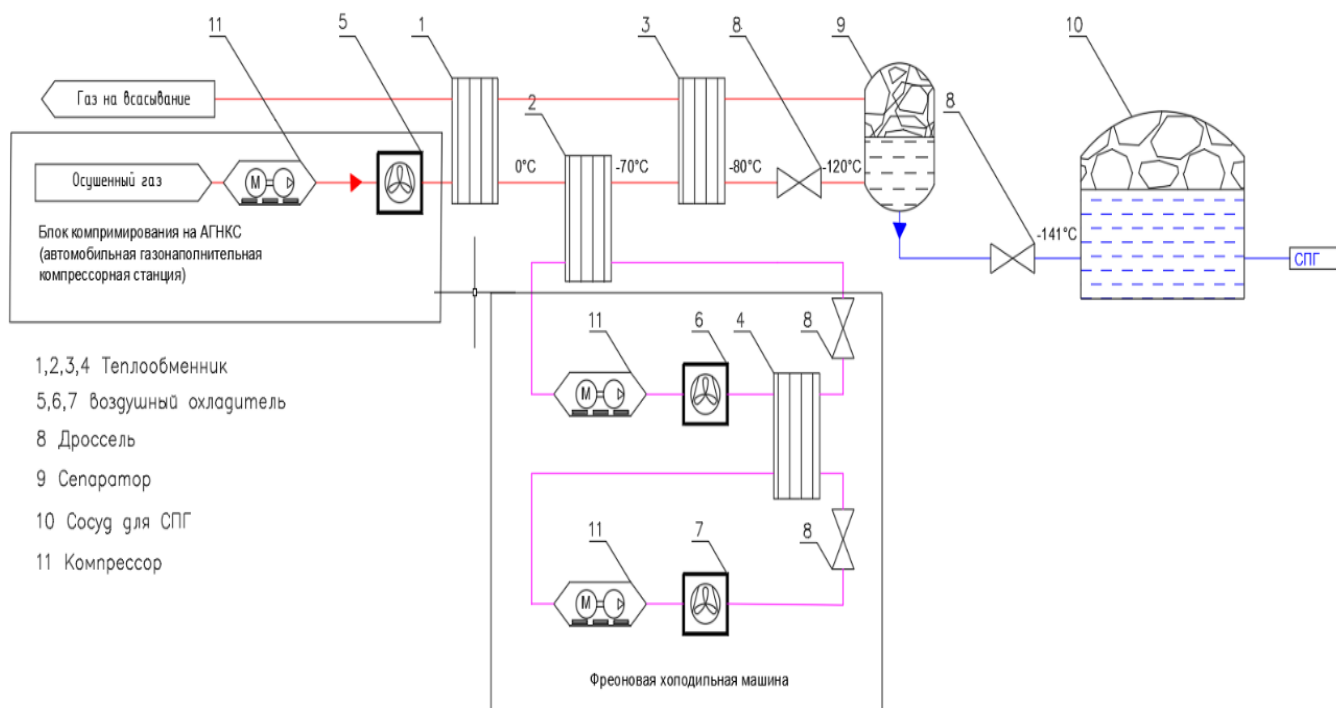 11
5
1
3
8
9
10
Газ на всасывание
2
8
0°C
-70°C
-80°C
-120°C
Осушенный газ
М
Блок компримирования на АГНКС
(автомобильная газонаполнительная
компрессорная станция)
-141°C
СПГ
1,2,3,4 Теплообменник
5,6,7 воздушный охладитель
8 Дроссель
9 Сепаратор
10 Сосуд для СПГ
11 Компрессор
11
6
4
8
М
11
7
8
М
Фреоновая холодильная машина